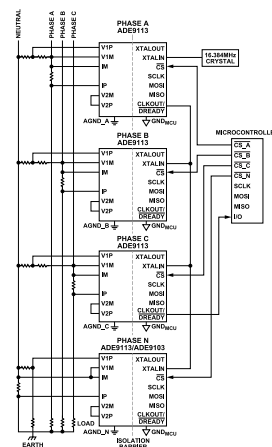 NEUTRAL
PHASE A
PHASE B
PHASE C
PHASE A
ADE9113
V1P
V1M
IM
IP
V2M
V2P
XTALOUT
XTALIN
CS
SCLK
MOSI
MISO
CLKOUT/
DREADY
AGND_A
GNDMCU
16.384MHz
CRYSTAL
PHASE B
ADE9113
V1P
V1M
IM
IP
V2M
V2P
XTALOUT
XTALIN
CS
SCLK
MOSI
MISO
CLKOUT/
DREADY
AGND_B
GNDMCU
MICROCONTROLLE
CS_A
CS_B
CS_C
CS_N
SCLK
MOSI
MISO
I/O
PHASE C
ADE9113
V1P
V1M
IM
IP
V2M
V2P
XTALOUT
XTALIN
CS
SCLK
MOSI
MISO
CLKOUT/
DREADY
AGND_C
GNDMCU
PHASE N
ADE9113/ADE9103
V1P
V1M
IM
IP
V2M
V2P
XTALOUT
XTALIN
CS
SCLK
MOSI
MISO
CLKOUT/
DREADY
LOAD
AGND_N
GNDMCU
EARTH
ISOLATION
BARRIER